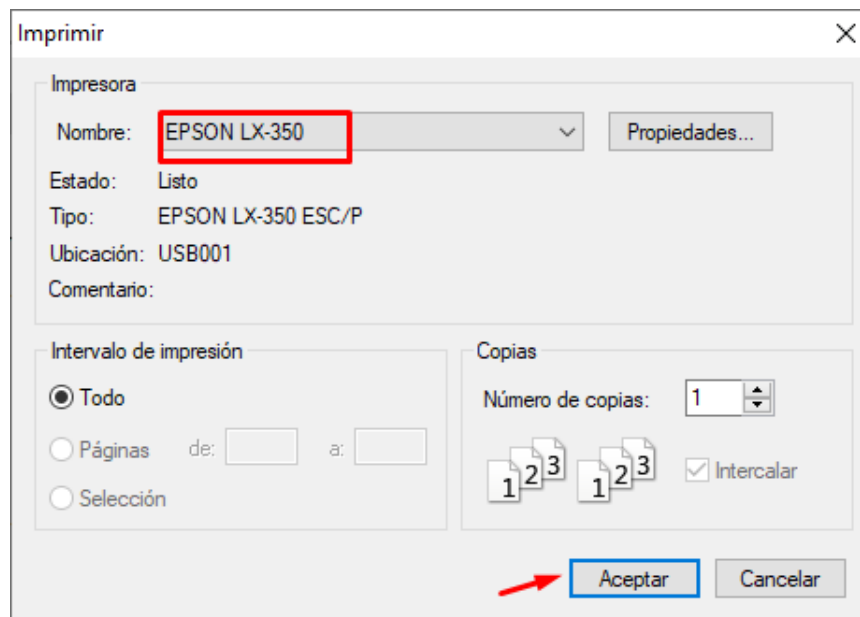 Imprimir
Impresora
Nombre: EPSON LX-350 Propiedades...
Estado: Listo
Tipo: EPSON LX-350 ESC/P
Ubicación: USB001
Comentario:
Intervalo de impresión
Todo
Páginas de: a:
Selección
Copias
Número de copias: 1
1 2 3 1 2 3 Intercalar
Aceptar Cancelar